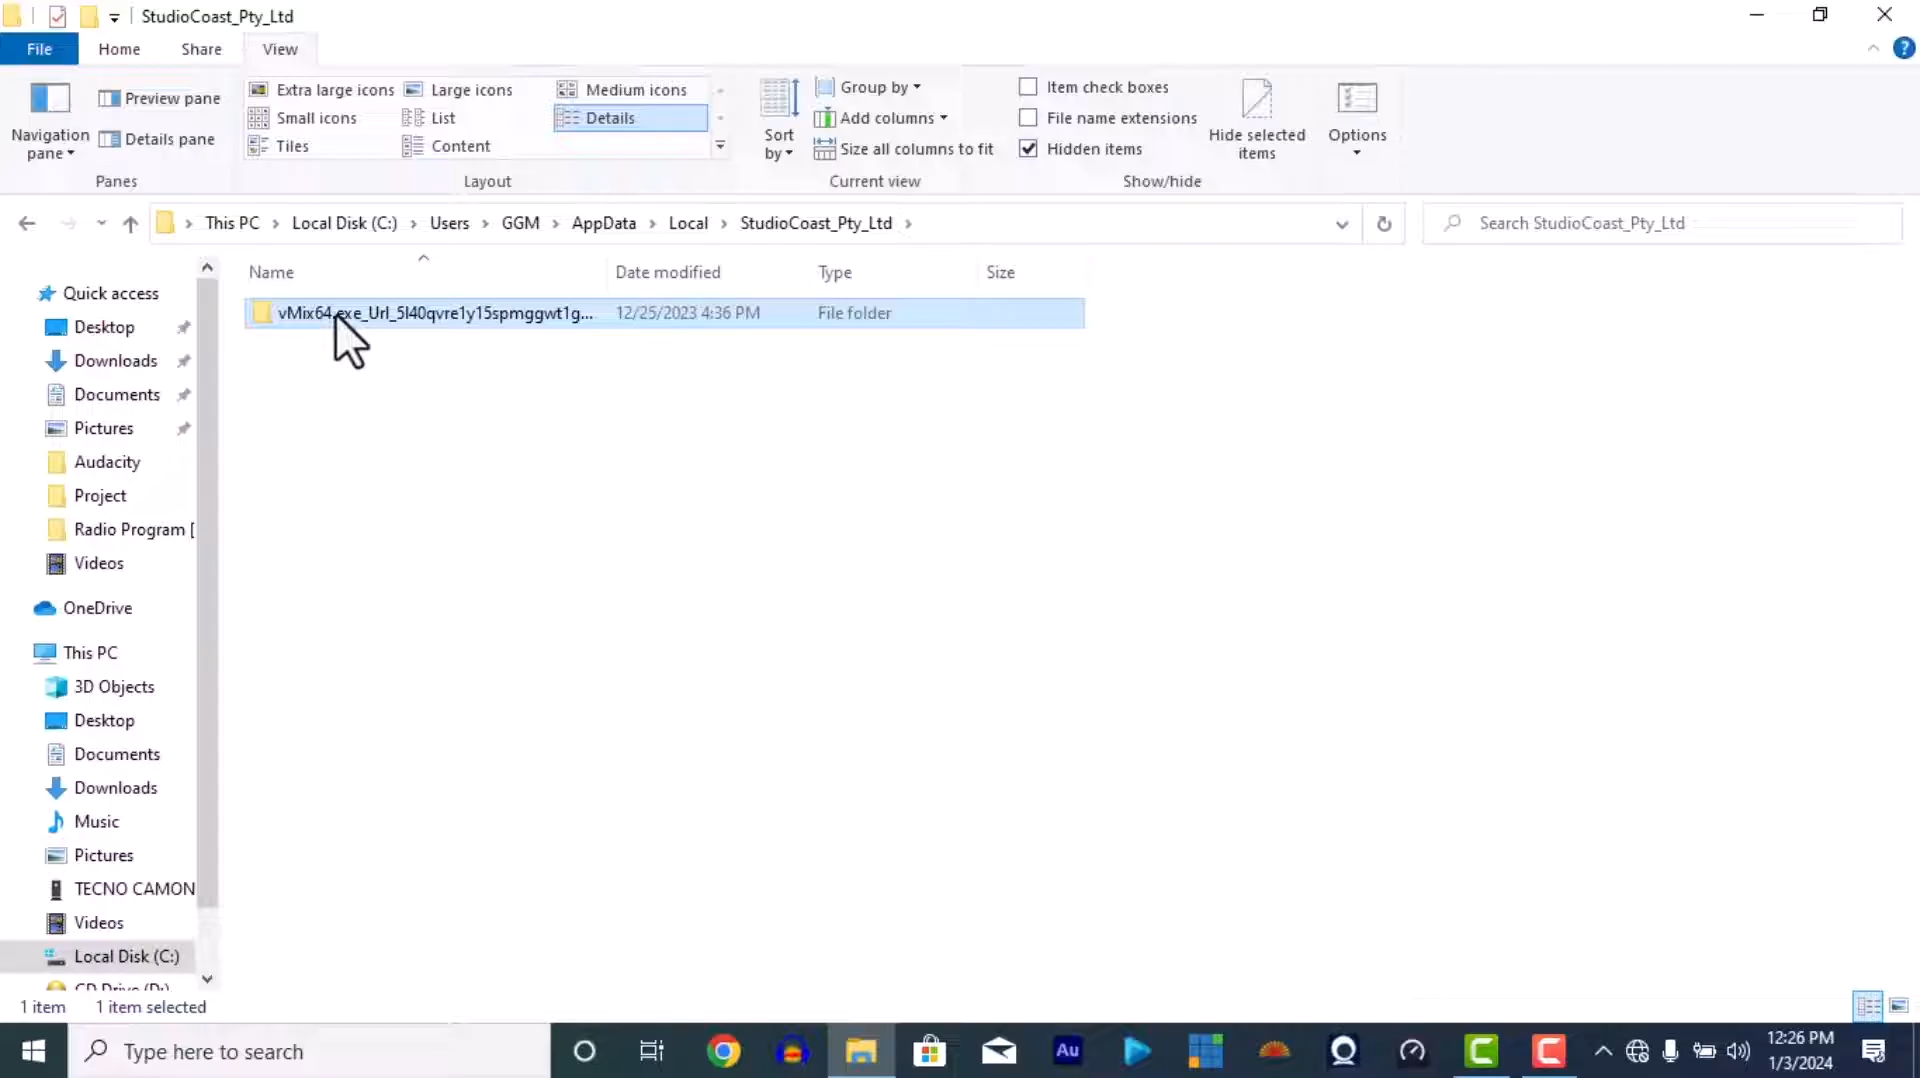 StudioCoast_Pty_Ltd
File Home Share View
Navigation pane
Preview pane
Details pane
Panes
Extra large icons Large icons Medium icons
Small icons List Details
Tiles Content
Layout
Sort by
Group by
Add columns
Size all columns to fit
Current view
Item check boxes
File name extensions
Hidden items
Hide selected items
Show/hide
Options
This PC > Local Disk (C:) > Users > GGM > AppData > Local > StudioCoast_Pty_Ltd >
Search StudioCoast_Pty_Ltd
Name Date modified Type Size
vMix64.exe_Url_5l40qvre1y15spmggwt1g... 12/25/2023 4:36 PM File folder
Quick access
Desktop
Downloads
Documents
Pictures
Audacity
Project
Radio Program [
Videos
OneDrive
This PC
3D Objects
Desktop
Documents
Downloads
Music
Pictures
TECNO CAMON
Videos
Local Disk (C:)
CD Drive (D:)
1 item 1 item selected
Type here to search
Au
12:26 PM
1/3/2024